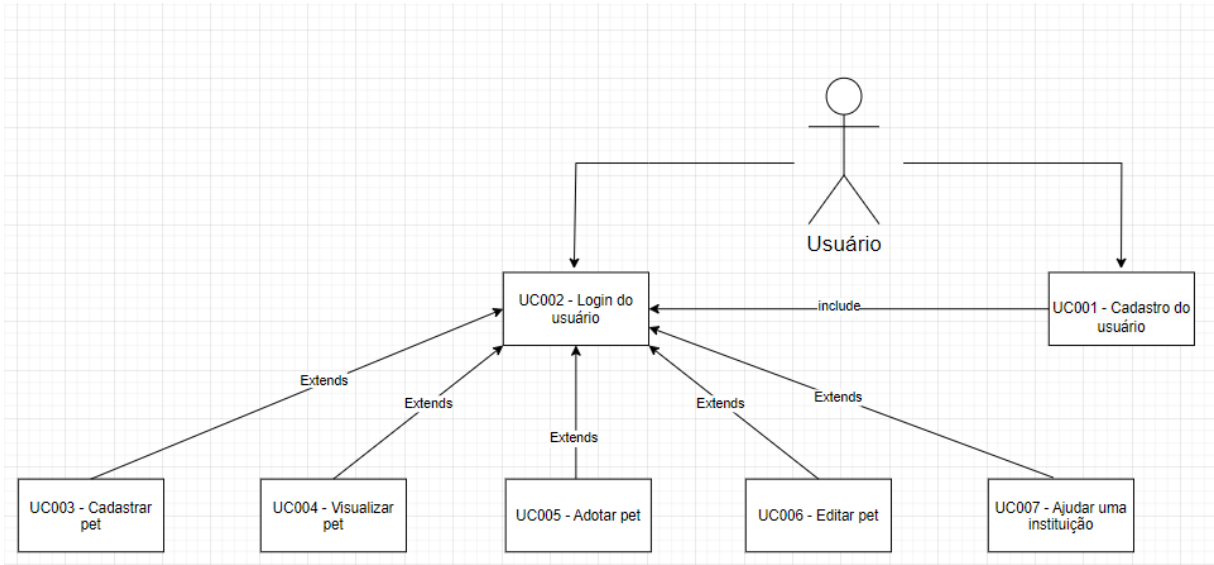 Usuário
UC002 - Login do
usuário
include
UC001 - Cadastro do
usuário
Extends
Extends
Extends
Extends
Extends
UC003 - Cadastrar
pet
UC004 - Visualizar
pet
UC005 - Adotar pet
UC006 - Editar pet
UC007 - Ajudar uma
instituição